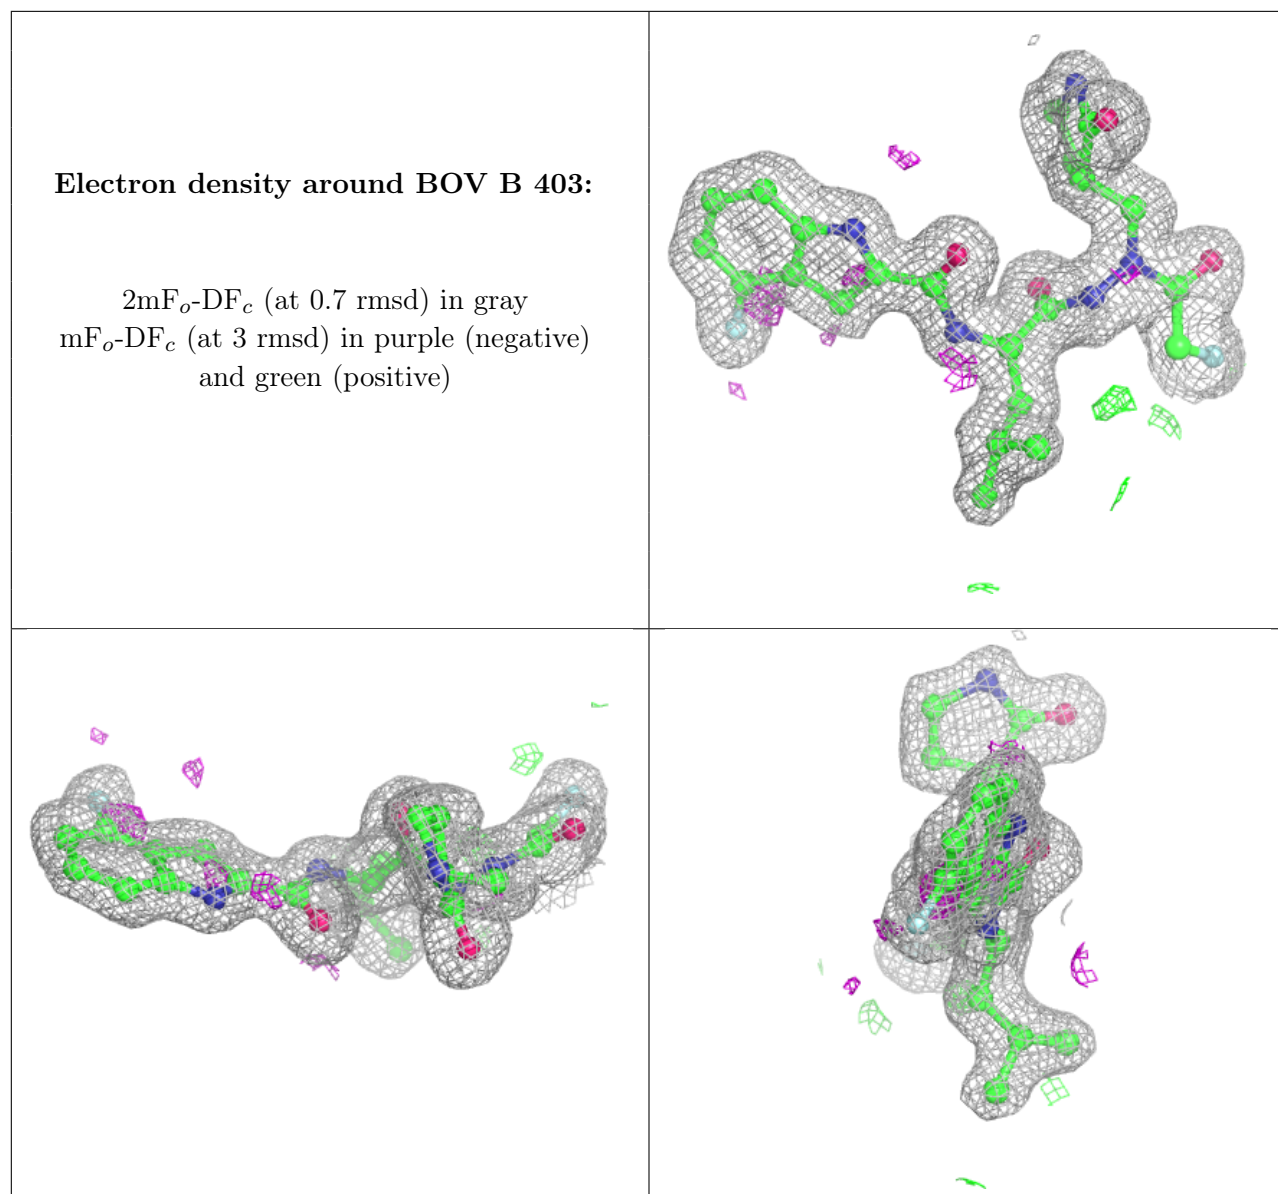 Electron density around BOV B 403:
2mFₒ-DF𝒸 (at 0.7 rmsd) in gray
mFₒ-DF𝒸 (at 3 rmsd) in purple (negative)
and green (positive)